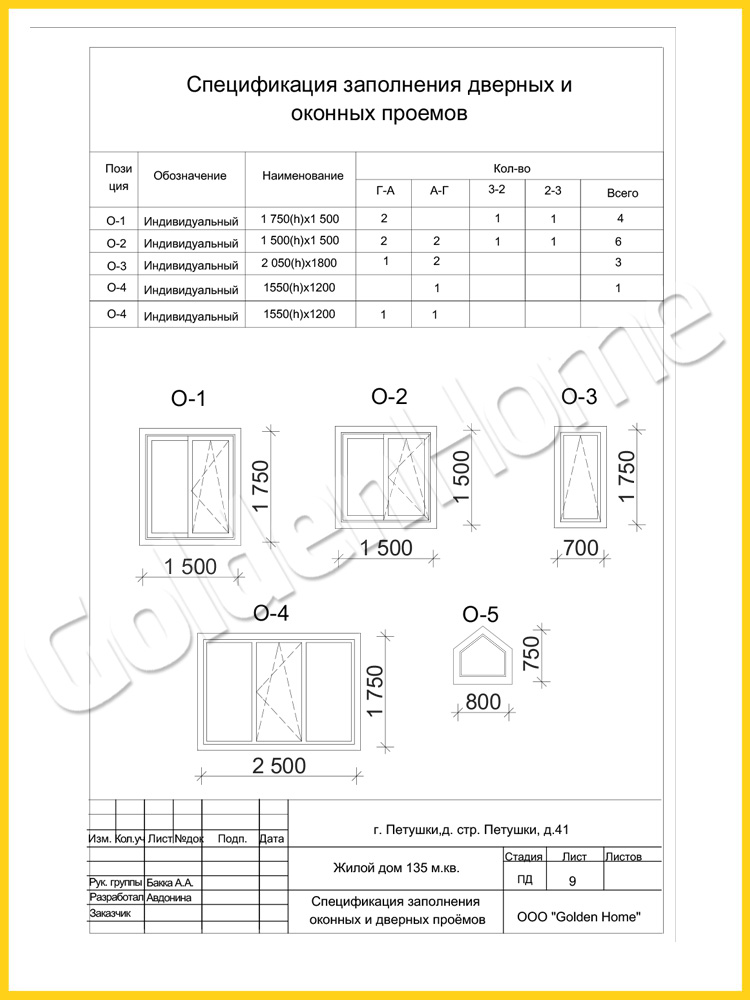 Спецификация заполнения дверных и
оконных проемов
Пози
ция
Обозначение
Наименование
Кол-во
Г-А
А-Г
3-2
2-3
Всего
О-1 Индивидуальный 1 750(h)x1 500 2 1 1 4
О-2 Индивидуальный 1 500(h)x1 500 2 2 1 1 6
О-3 Индивидуальный 2 050(h)x1800 1 2 3
О-4 Индивидуальный 1550(h)x1200 1 1
О-4 Индивидуальный 1550(h)x1200 1 1
О-1
1 750
1 500
О-2
1 500
1 500
О-3
1 750
700
О-4
1 750
2 500
О-5
750
800
GoldenHome
Изм. Кол.уч Лист №док Подп. Дата
г. Петушки,д. стр. Петушки, д.41
Жилой дом 135 м.кв.
Стадия Лист Листов
ПД 9
Рук. группы Бакка А.А.
Разработал Авдонина
Заказчик
Спецификация заполнения
оконных и дверных проёмов
ООО "Golden Home"